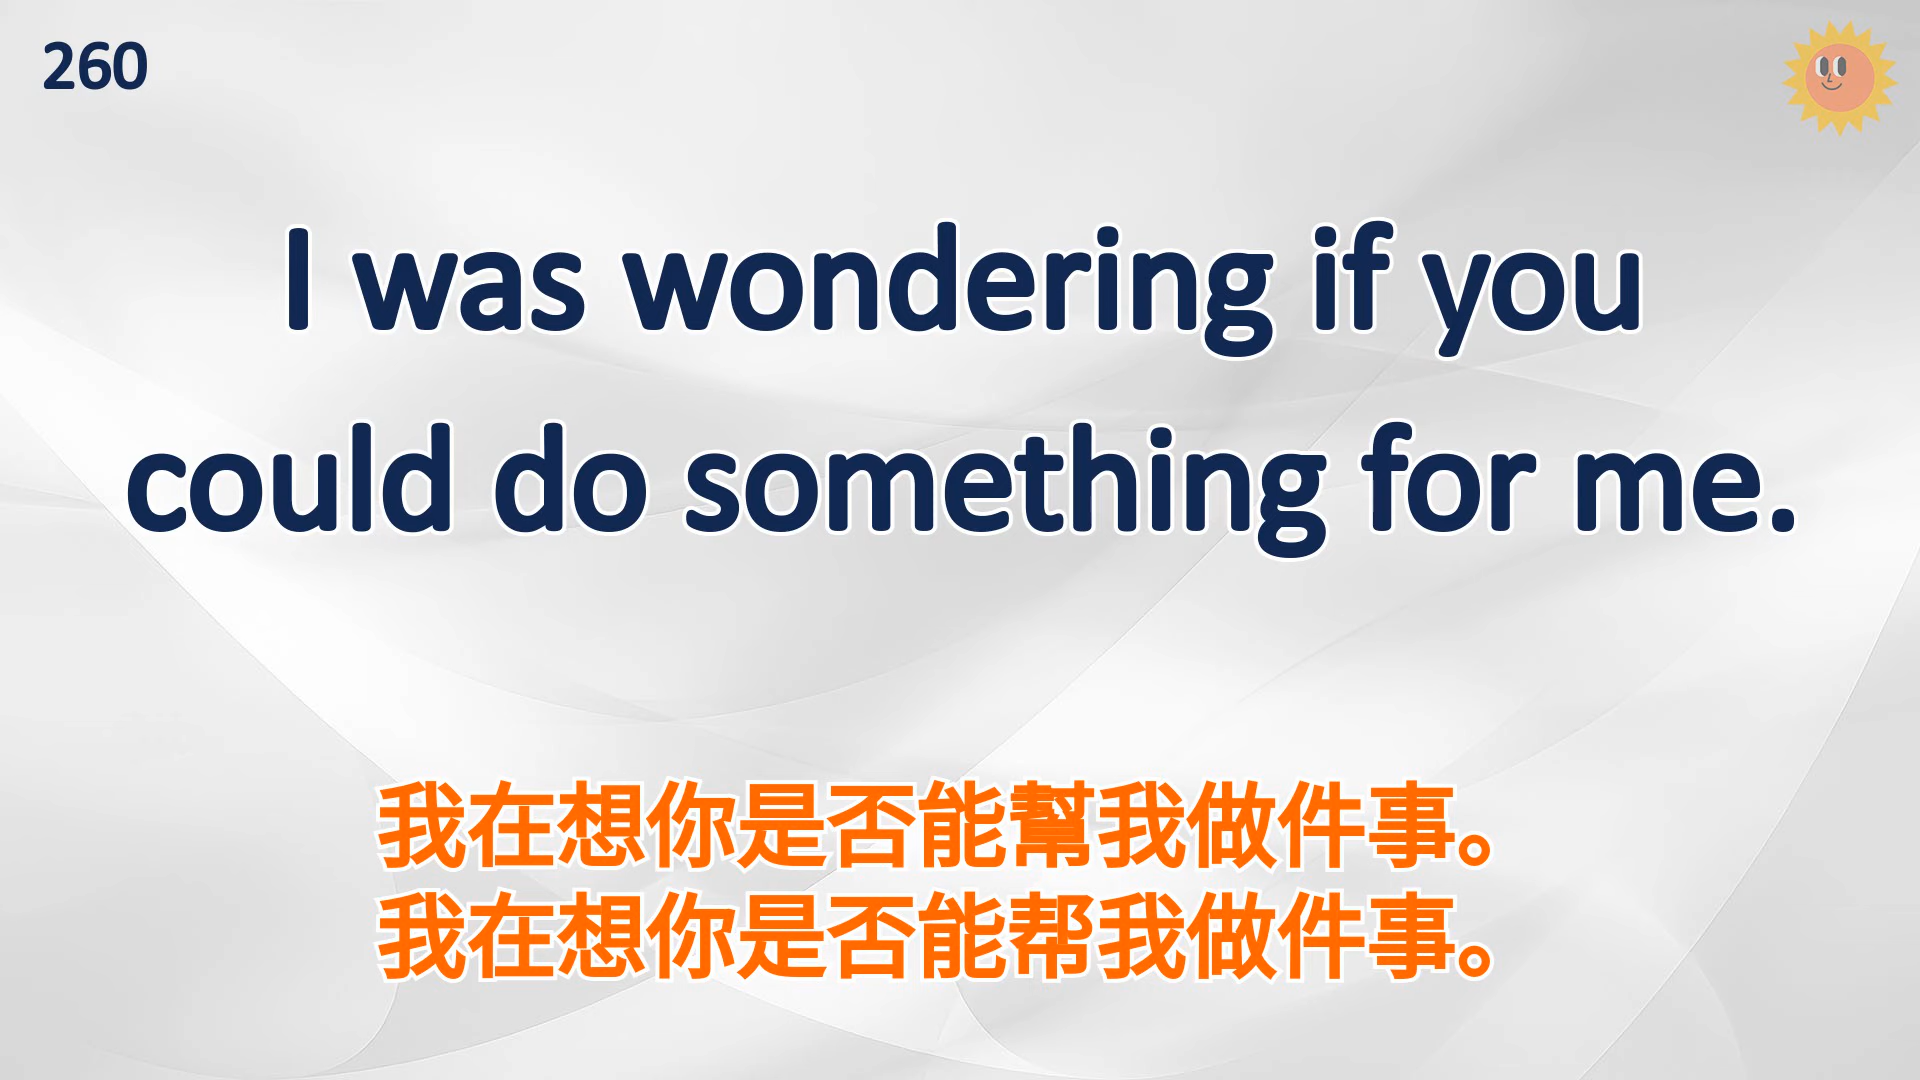 260
I was wondering if you
could do something for me.
我在想你是否能幫我做件事。
我在想你是否能帮我做件事。